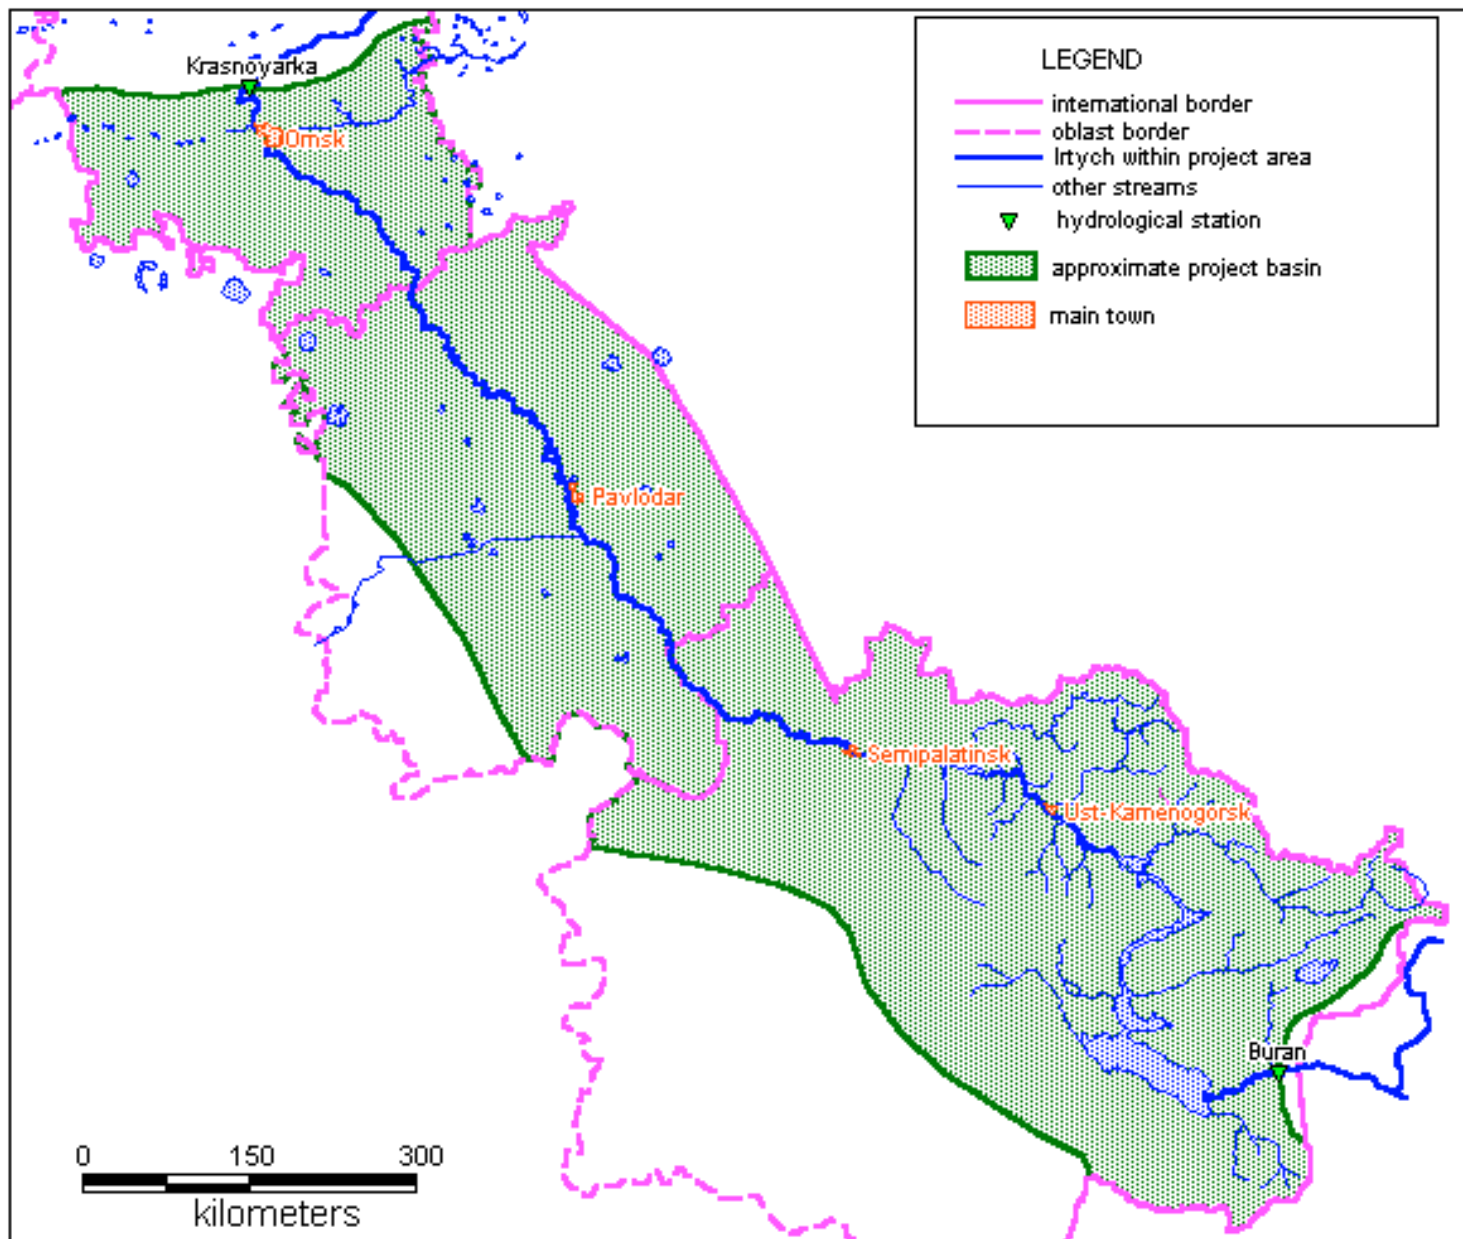 Krasnoyarka
Omsk
Pavlodar
Semipalatinsk
Ust-Kamenogorsk
Buran
LEGEND
international border
oblast border
Irtych within project area
other streams
hydrological station
approximate project basin
main town
0 150 300
kilometers